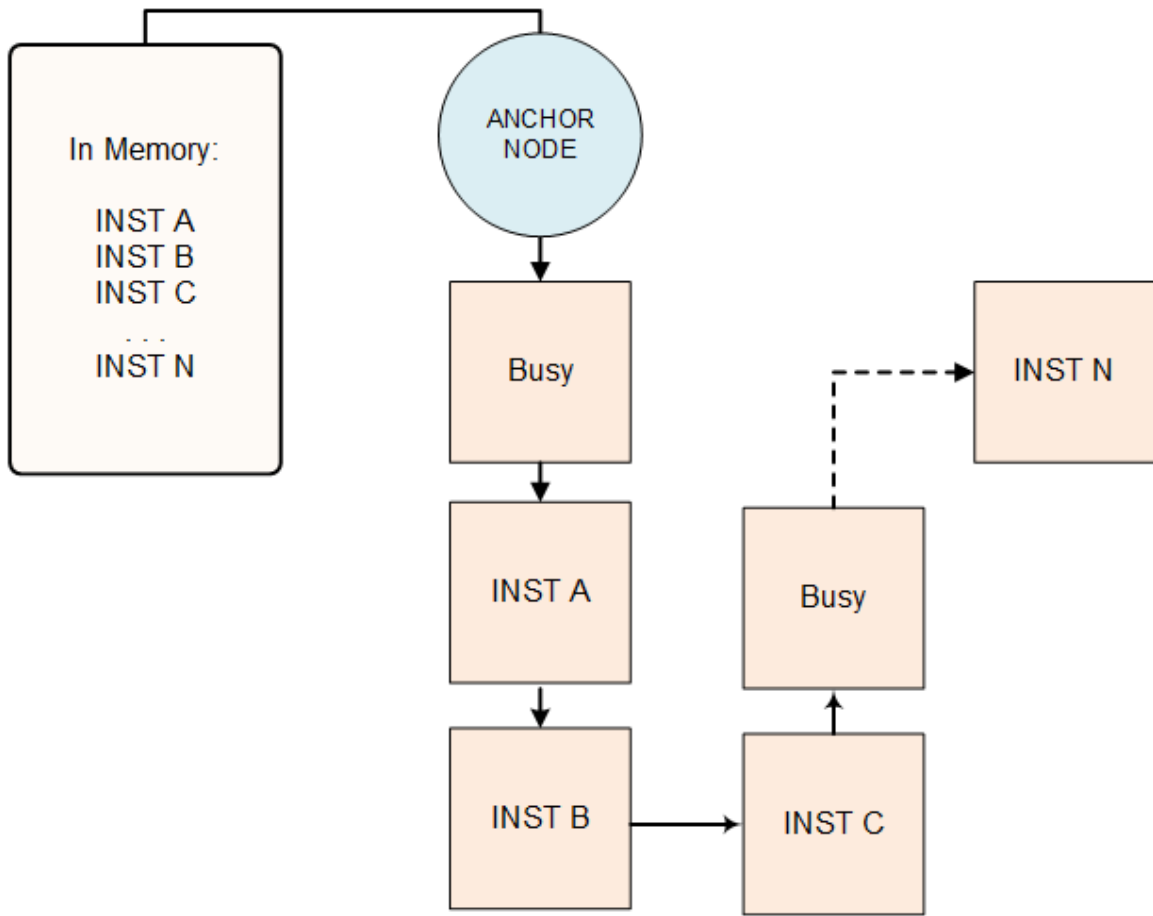 In Memory:
INST A
INST B
INST C
. . .
INST N
ANCHOR
NODE
Busy
INST A
INST B
INST C
Busy
INST N